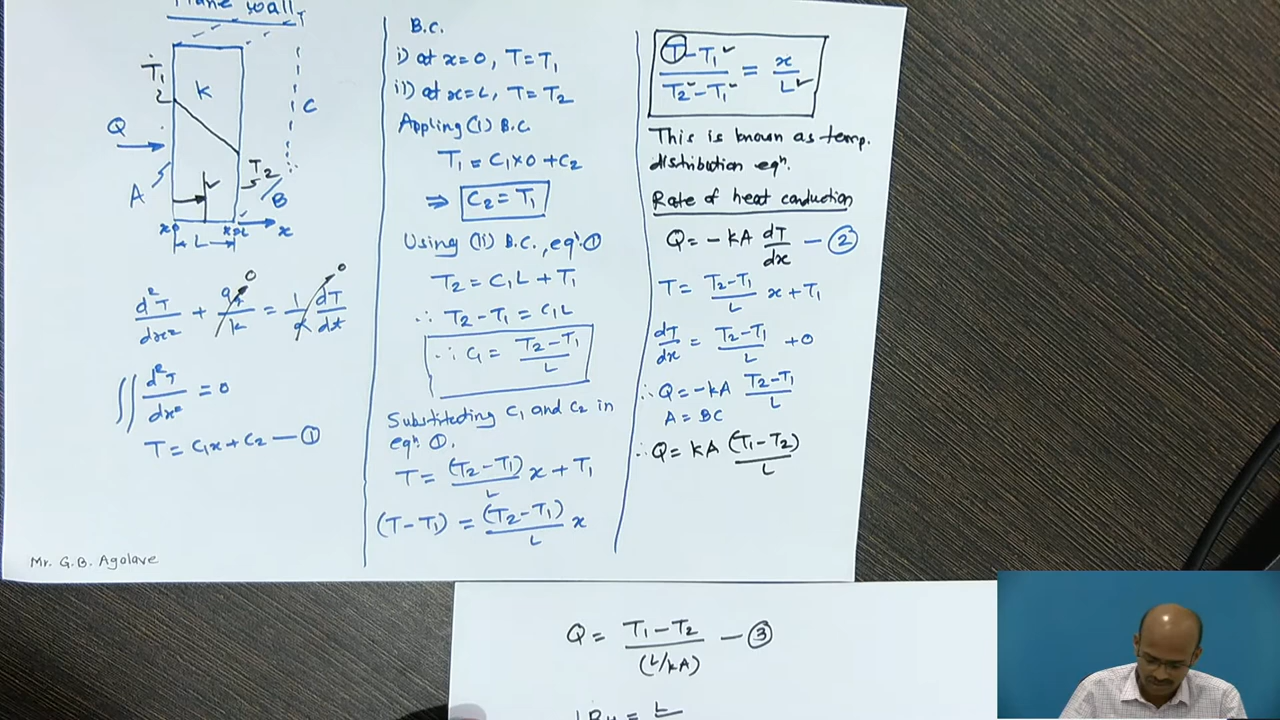 Plane wall
T₁
K
C
Q
A
T₂
B
x=0
x=L
x
L
d²T/dx² + qg/k = 1/α dT/dt
0
0
∬ d²T/dx² = 0
T = C₁x + C₂ — ①
Mr. G.B. Agolave
B.C.
i) at x=0, T=T₁
ii) at x=L, T=T₂
Appling (i) B.C.
T₁ = C₁×0 + C₂
⇒ C₂ = T₁
Using (ii) B.C., eqⁿ ①
T₂ = C₁L + T₁
∴ T₂ – T₁ = C₁L
∴ C₁ = (T₂ – T₁)/L
Substituting C₁ and C₂ in
eqⁿ ①.
T = (T₂ – T₁)/L x + T₁
(T – T₁) = (T₂ – T₁)/L x
(T – T₁)/(T₂ – T₁) = x/L
This is known as temp.
distribution eqⁿ.
Rate of heat conduction
Q = –kA dT/dx — ②
T = (T₂ – T₁)/L x + T₁
dT/dx = (T₂ – T₁)/L + 0
∴ Q = –kA (T₂ – T₁)/L
A = BC
∴ Q = kA (T₁ – T₂)/L
Q = (T₁ – T₂)/(L/kA) — ③